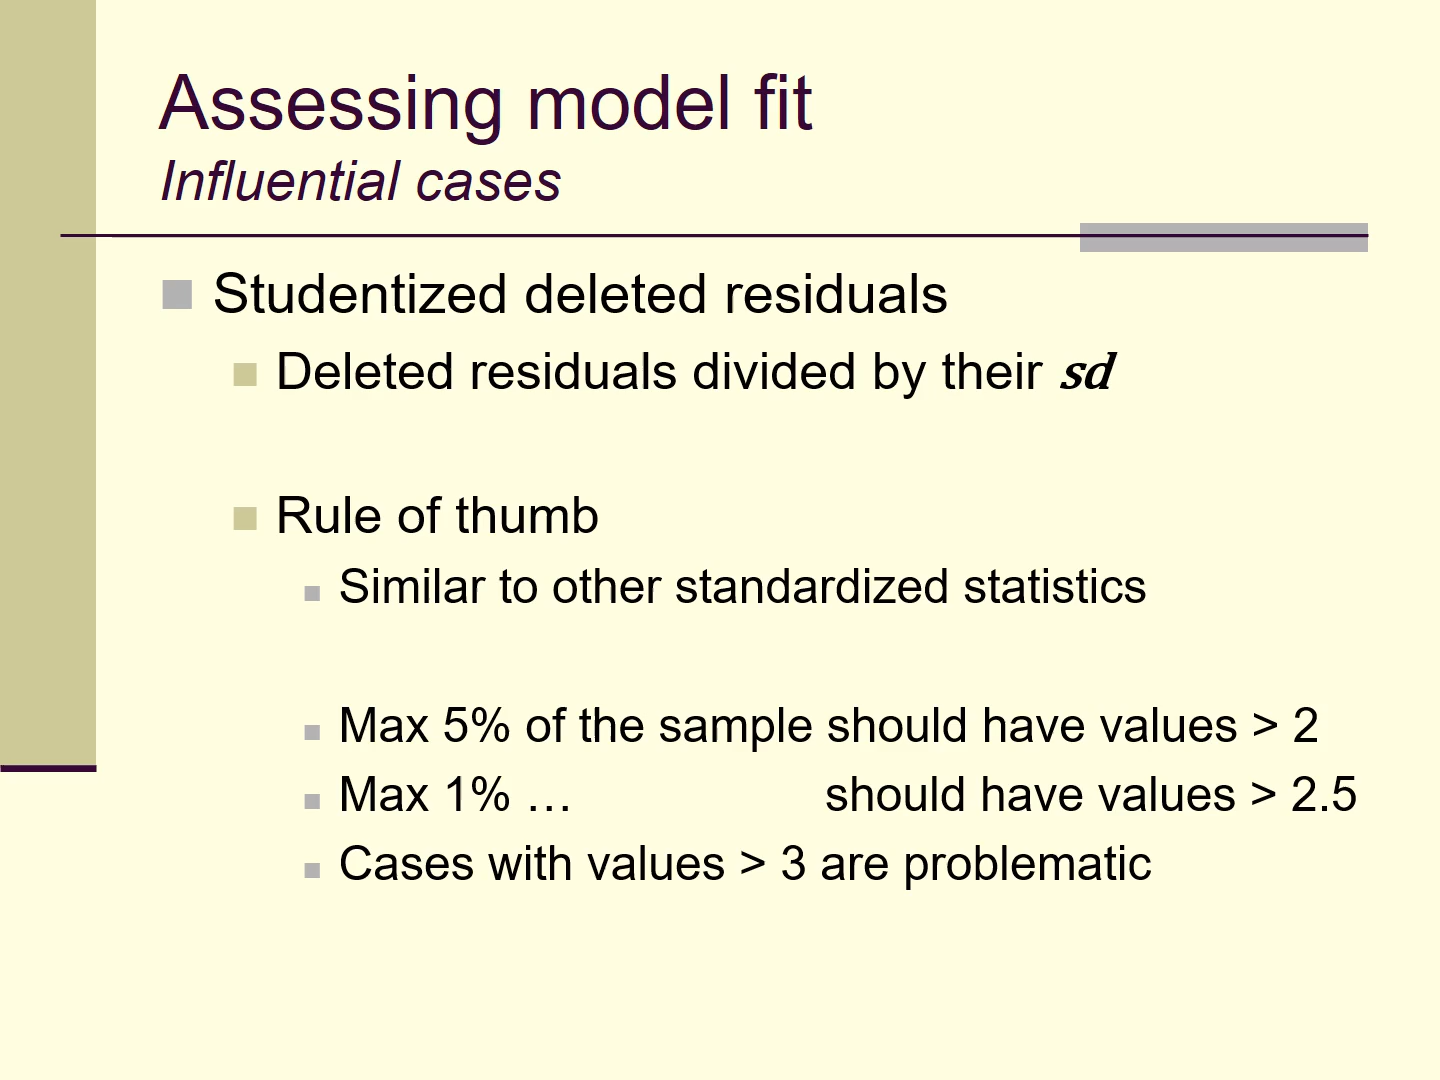 Assessing model fit
Influential cases
Studentized deleted residuals
Deleted residuals divided by their sd
Rule of thumb
Similar to other standardized statistics
Max 5% of the sample should have values > 2
Max 1% … should have values > 2.5
Cases with values > 3 are problematic